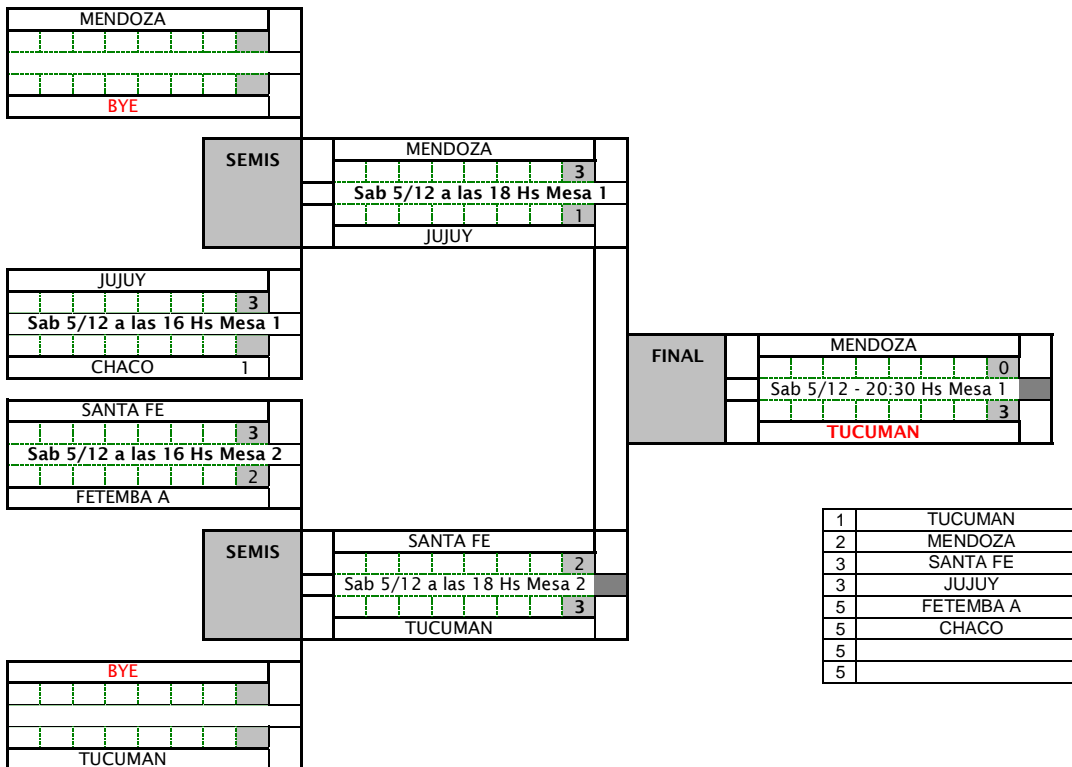 MENDOZA
BYE
SEMIS
MENDOZA
3
Sab 5/12 a las 18 Hs Mesa 1
1
JUJUY
JUJUY
3
Sab 5/12 a las 16 Hs Mesa 1
CHACO 1
FINAL
MENDOZA
0
Sab 5/12 - 20:30 Hs Mesa 1
3
TUCUMAN
SANTA FE
3
Sab 5/12 a las 16 Hs Mesa 2
2
FETEMBA A
SEMIS
SANTA FE
2
Sab 5/12 a las 18 Hs Mesa 2
3
TUCUMAN
1 TUCUMAN
2 MENDOZA
3 SANTA FE
3 JUJUY
5 FETEMBA A
5 CHACO
5
5
BYE
TUCUMAN